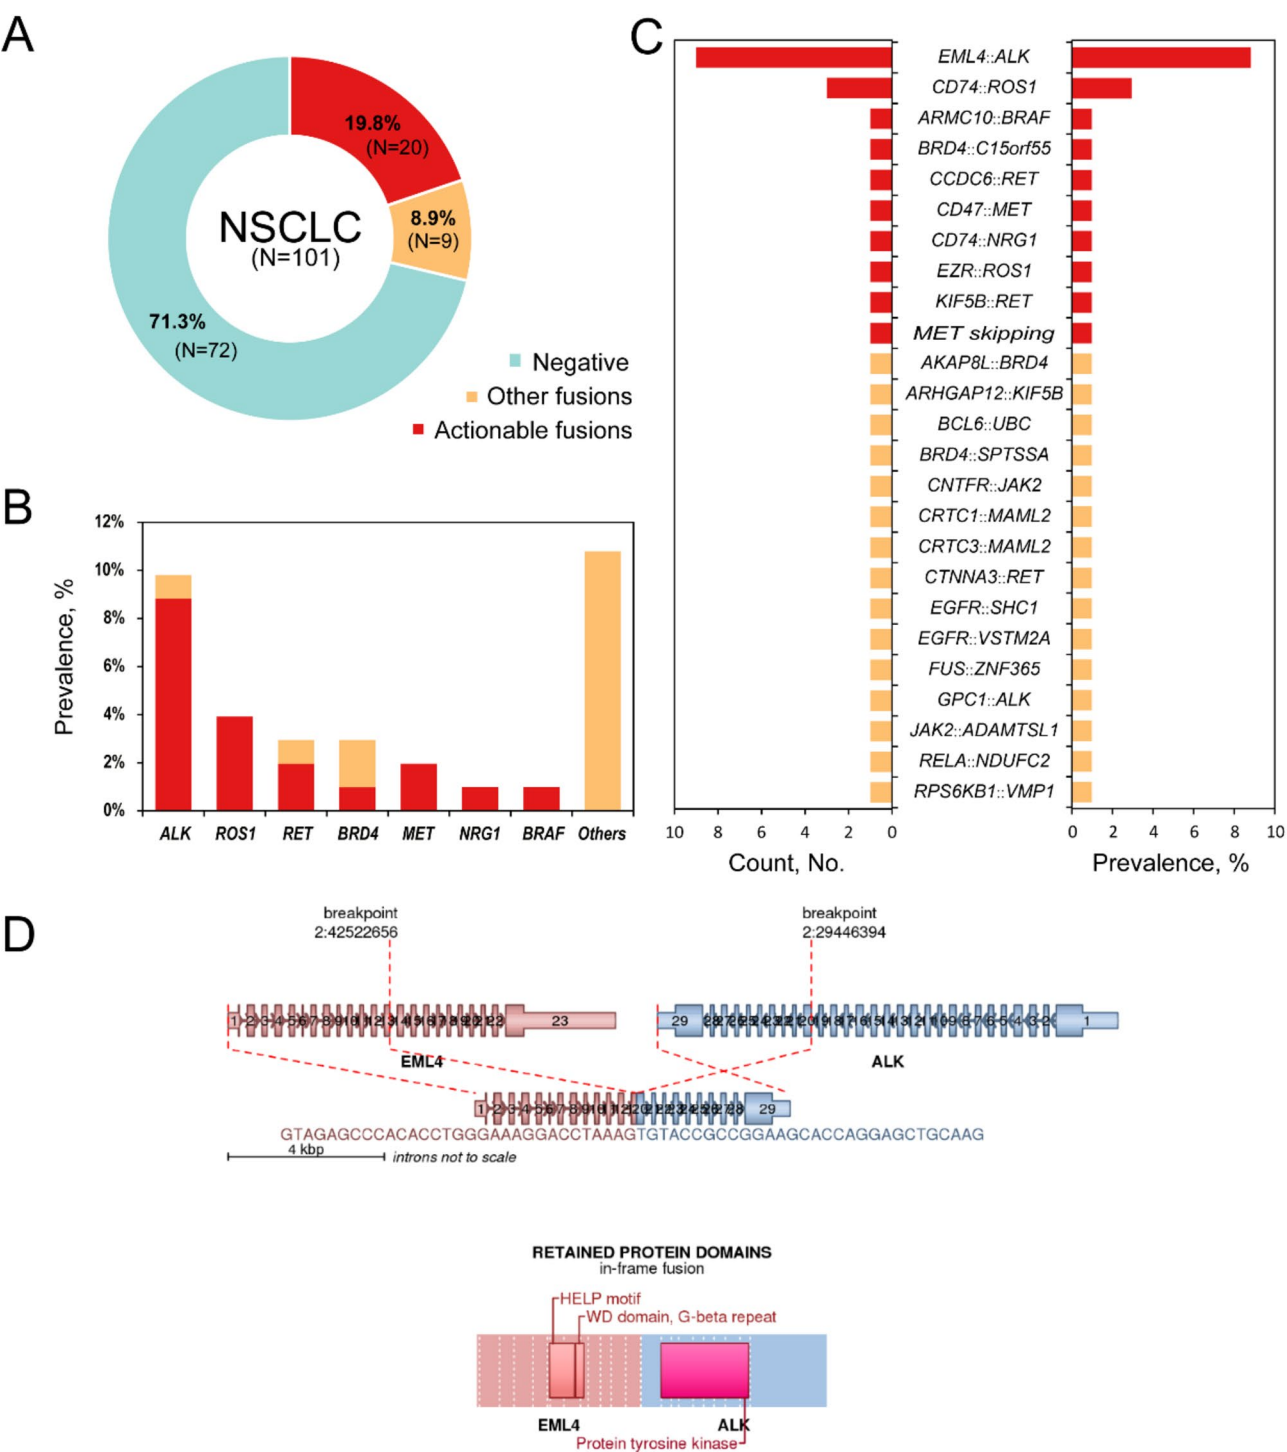 A
19.8%
(N=20)
8.9%
(N=9)
NSCLC
(N=101)
71.3%
(N=72)
Negative
Other fusions
Actionable fusions
B
Prevalence, %
12%
10%
8%
6%
4%
2%
0%
ALK ROS1 RET BRD4 MET NRG1 BRAF Others
C
EML4::ALK
CD74::ROS1
ARMC10::BRAF
BRD4::C15orf55
CCDC6::RET
CD47::MET
CD74::NRG1
EZR::ROS1
KIF5B::RET
MET skipping
AKAP8L::BRD4
ARHGAP12::KIF5B
BCL6::UBC
BRD4::SPTSSA
CNTFR::JAK2
CRTC1::MAML2
CRTC3::MAML2
CTNNA3::RET
EGFR::SHC1
EGFR::VSTM2A
FUS::ZNF365
GPC1::ALK
JAK2::ADAMTSL1
RELA::NDUFC2
RPS6KB1::VMP1
10 8 6 4 2 0
0 2 4 6 8 10
Count, No.
Prevalence, %
D
breakpoint
2:42522656
breakpoint
2:29446394
23
29
1
EML4
ALK
29
GTAGAGCCCACACCTGGGAAAGGACCTAAAGTGTACCGCCGGAAGCACCAGGAGCTGCAAG
4 kbp
introns not to scale
RETAINED PROTEIN DOMAINS
in-frame fusion
HELP motif
WD domain, G-beta repeat
EML4
ALK
Protein tyrosine kinase